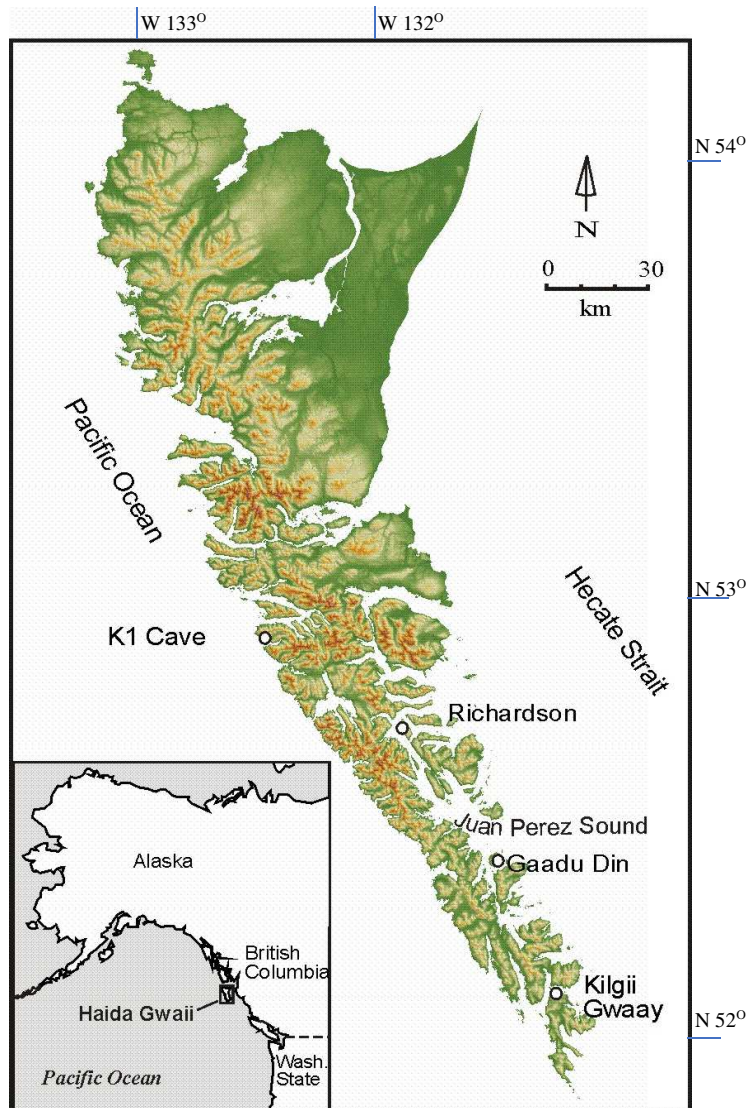 W 133°
W 132°
N 54°
N
0 30
km
Pacific Ocean
Hecate Strait
N 53°
K1 Cave
Richardson
Juan Perez Sound
Gaadu Din
Kilgii
Gwaay
N 52°
Alaska
British
Columbia
Haida Gwaii
Wash.
State
Pacific Ocean